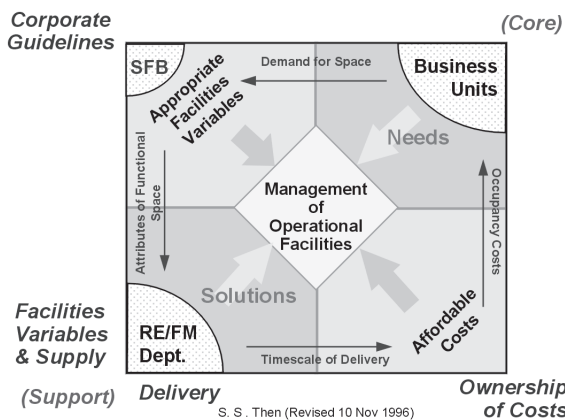 Corporate
Guidelines
(Core)
SFB
Appropriate
Facilities
Variables
Demand for Space
Business
Units
Needs
Attributes of Functional
Space
Management
of
Operational
Facilities
Occupancy Costs
Solutions
Affordable
Costs
Facilities
Variables
& Supply
RE/FM
Dept.
Timescale of Delivery
(Support)
Delivery
Ownership
of Costs
S. S . Then (Revised 10 Nov 1996)